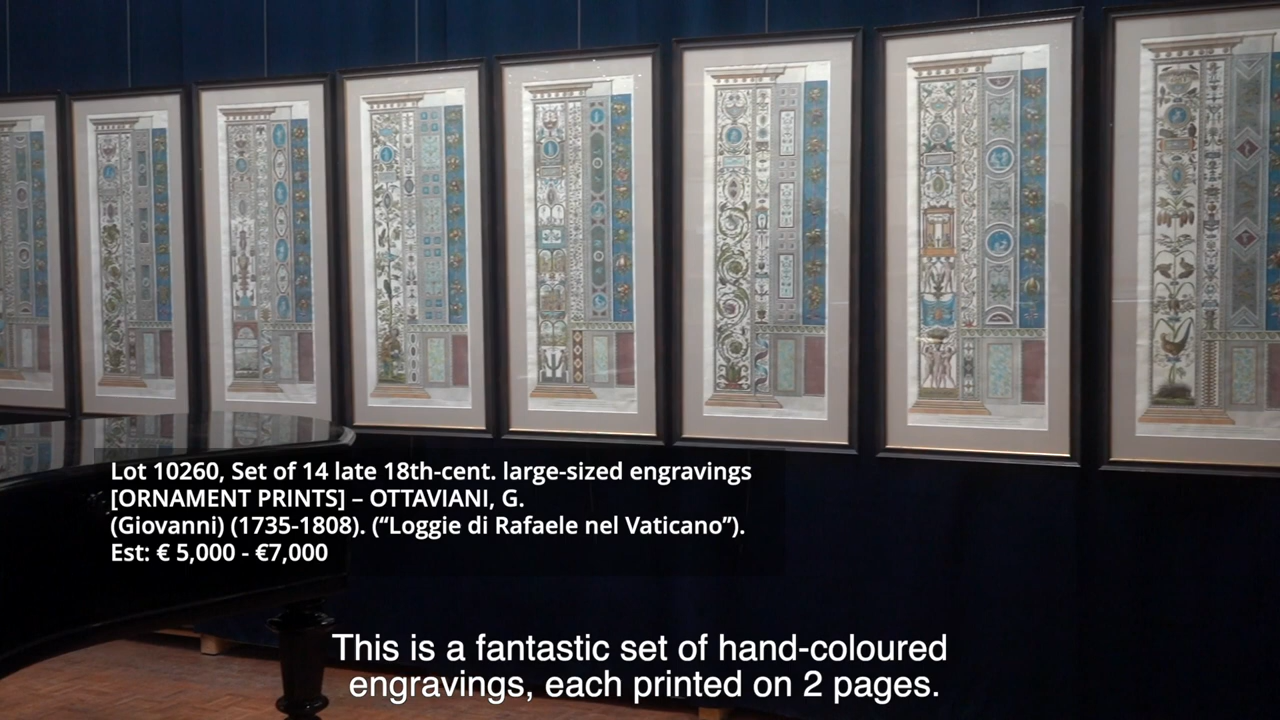 Lot 10260, Set of 14 late 18th-cent. large-sized engravings
[ORNAMENT PRINTS] – OTTAVIANI, G.
(Giovanni) (1735-1808). (“Loggie di Rafaele nel Vaticano”).
Est: € 5,000 - €7,000
This is a fantastic set of hand-coloured
engravings, each printed on 2 pages.